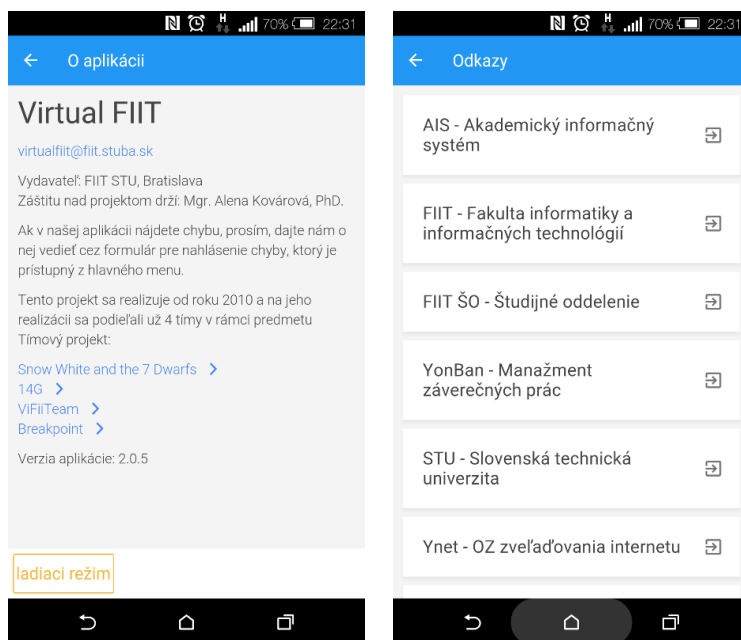 H 70% 22:31
O aplikácii
Virtual FIIT
virtualfiit@fiit.stuba.sk
Vydavateľ: FIIT STU, Bratislava
Záštitu nad projektom drží: Mgr. Alena Kovárová, PhD.
Ak v našej aplikácii nájdete chybu, prosím, dajte nám o
nej vedieť cez formulár pre nahlásenie chyby, ktorý je
prístupný z hlavného menu.
Tento projekt sa realizuje od roku 2010 a na jeho
realizácii sa podieľali už 4 tímy v rámci predmetu
Tímový projekt:
Snow White and the 7 Dwarfs
14G
ViFiiTeam
Breakpoint
Verzia aplikácie: 2.0.5
ladiaci režim
H 70% 22:31
Odkazy
AIS - Akademický informačný
systém
FIIT - Fakulta informatiky a
informačných technológií
FIIT ŠO - Študijné oddelenie
YonBan - Manažment
záverečných prác
STU - Slovenská technická
univerzita
Ynet - OZ zveľaďovania internetu